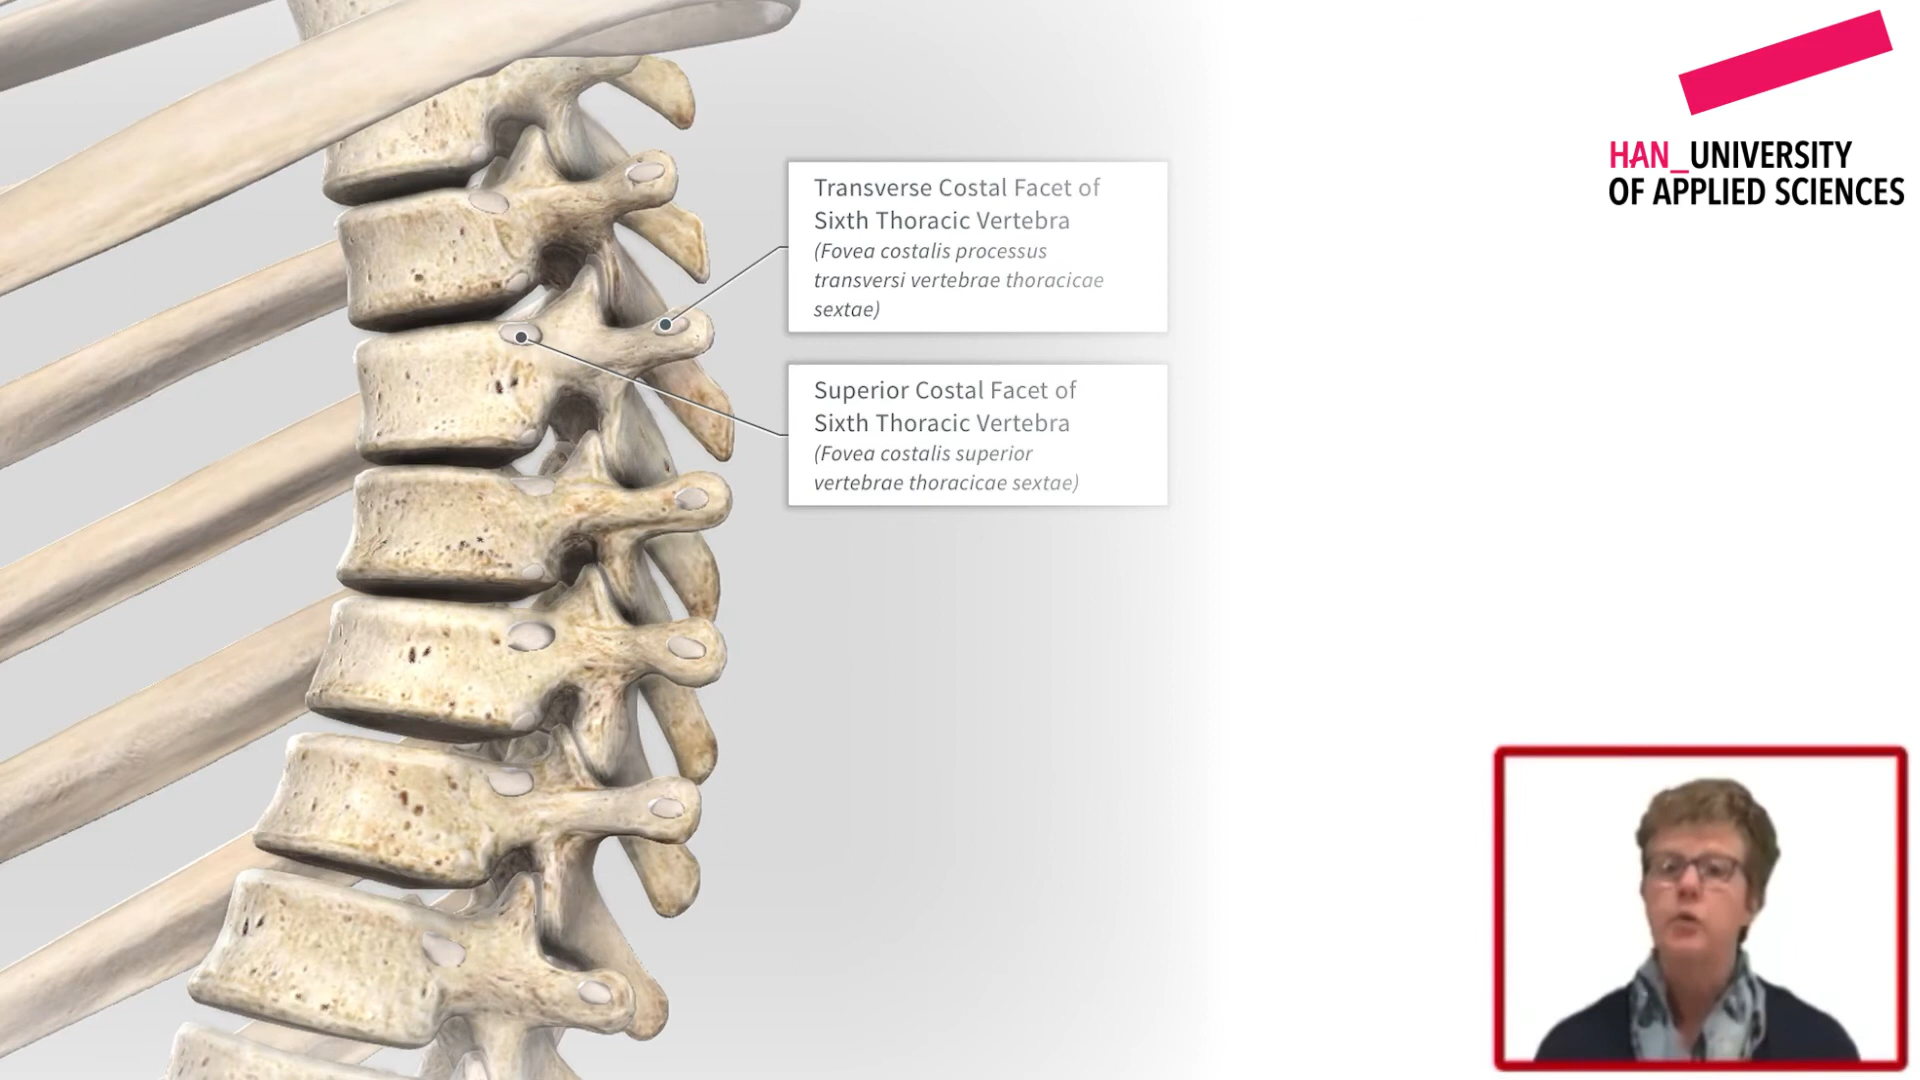 HAN_UNIVERSITY
OF APPLIED SCIENCES
Transverse Costal Facet of
Sixth Thoracic Vertebra
(Fovea costalis processus
transversi vertebrae thoracicae
sextae)
Superior Costal Facet of
Sixth Thoracic Vertebra
(Fovea costalis superior
vertebrae thoracicae sextae)